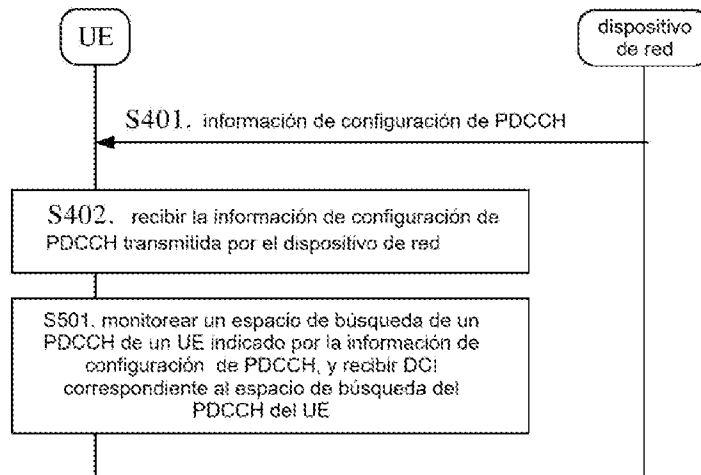 UE
dispositivo
de red
S401. información de configuración de PDCCH
S402. recibir la información de configuración de
PDCCH transmitida por el dispositivo de red
S501. monitorear un espacio de búsqueda de un
PDCCH de un UE indicado por la información de
configuración de PDCCH, y recibir DCI
correspondiente al espacio de búsqueda del
PDCCH del UE